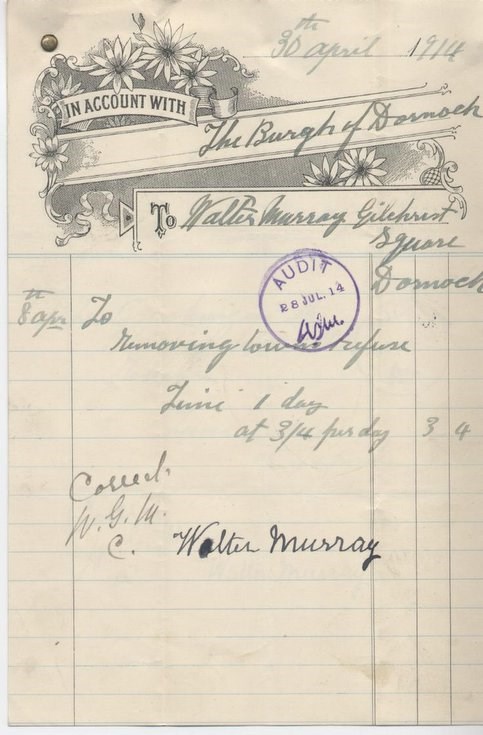 30th april 1914
IN ACCOUNT WITH
The Burgh of Dornoch
To Walter Murray Gilchrist
Square
Dornoch
AUDIT
28 JUL. 14
8th apr To
removing towns refuse
Time 1 day
at 3/4 per day 3 4
Correct.
W. G. M.
C.
Walter Murray